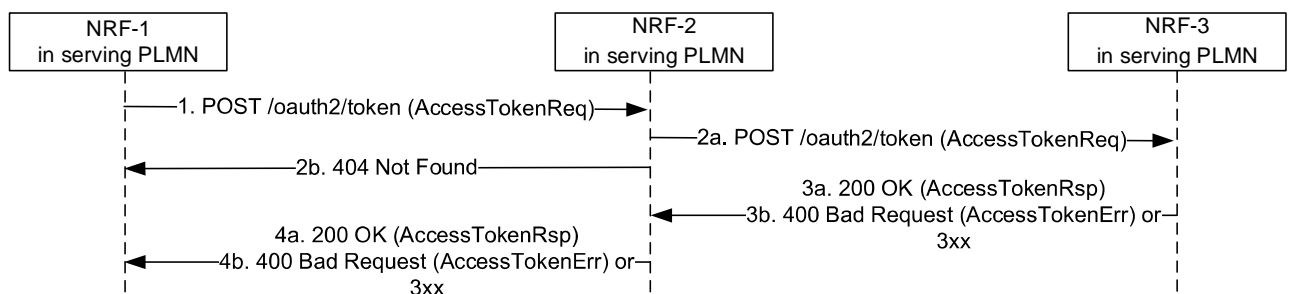 NRF-1
in serving PLMN
NRF-2
in serving PLMN
NRF-3
in serving PLMN
1. POST /oauth2/token (AccessTokenReq)
2a. POST /oauth2/token (AccessTokenReq)
2b. 404 Not Found
3a. 200 OK (AccessTokenRsp)
3b. 400 Bad Request (AccessTokenErr) or
3xx
4a. 200 OK (AccessTokenRsp)
4b. 400 Bad Request (AccessTokenErr) or
3xx